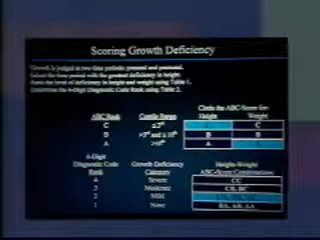 Scoring Growth Deficiency
Growth is judged at two time periods: prenatal and postnatal.
Select the time period with the greatest deficiency in height.
Rank the level of deficiency in height and weight using Table 1.
Determine the 4-Digit Diagnostic Code Rank using Table 2.
Circle the ABC-Score for:
ABC-Rank Centile Range Height Weight
C C
B B B
A A
4-Digit
Diagnostic Code Growth Deficiency Height-Weight
Rank Category ABC-Score Combinations
4 Severe CC
3 Moderate CB, BC
2 Mild
1 None BA, AB, AA